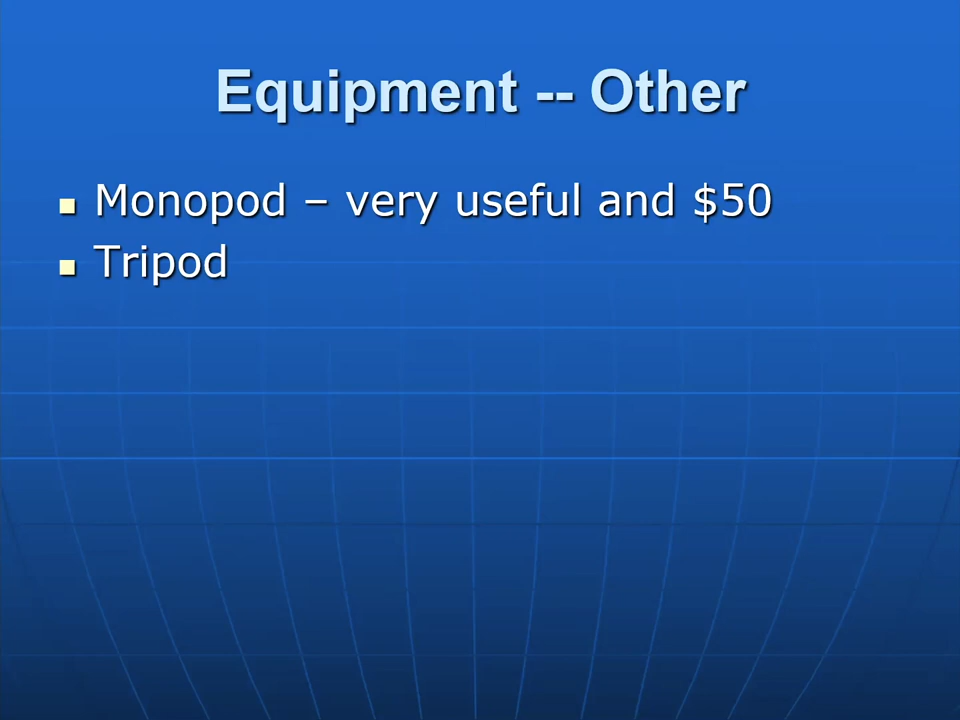 Equipment -- Other
Monopod – very useful and $50
Tripod